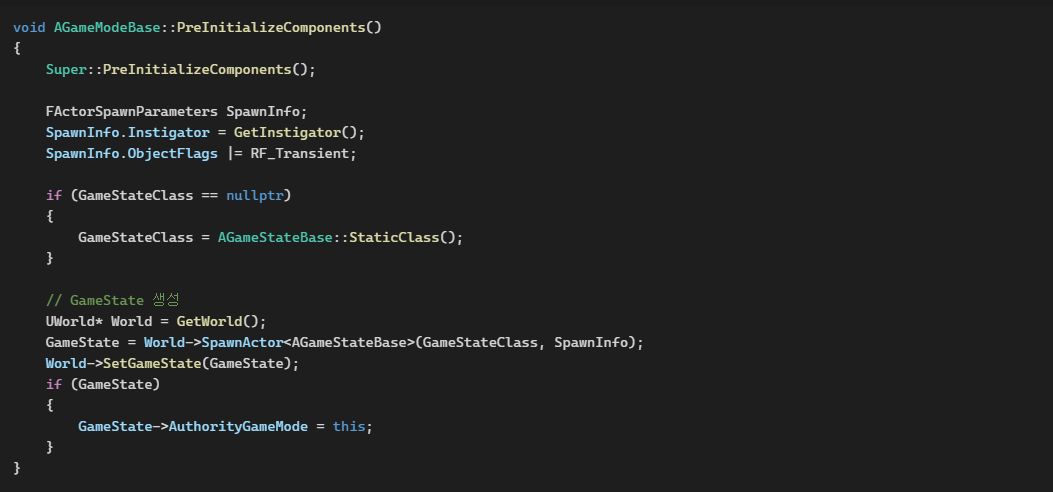 void AGameModeBase::PreInitializeComponents()
{
    Super::PreInitializeComponents();

    FActorSpawnParameters SpawnInfo;
    SpawnInfo.Instigator = GetInstigator();
    SpawnInfo.ObjectFlags |= RF_Transient;

    if (GameStateClass == nullptr)
    {
        GameStateClass = AGameStateBase::StaticClass();
    }

    // GameState 생성
    UWorld* World = GetWorld();
    GameState = World->SpawnActor<AGameStateBase>(GameStateClass, SpawnInfo);
    World->SetGameState(GameState);
    if (GameState)
    {
        GameState->AuthorityGameMode = this;
    }
}